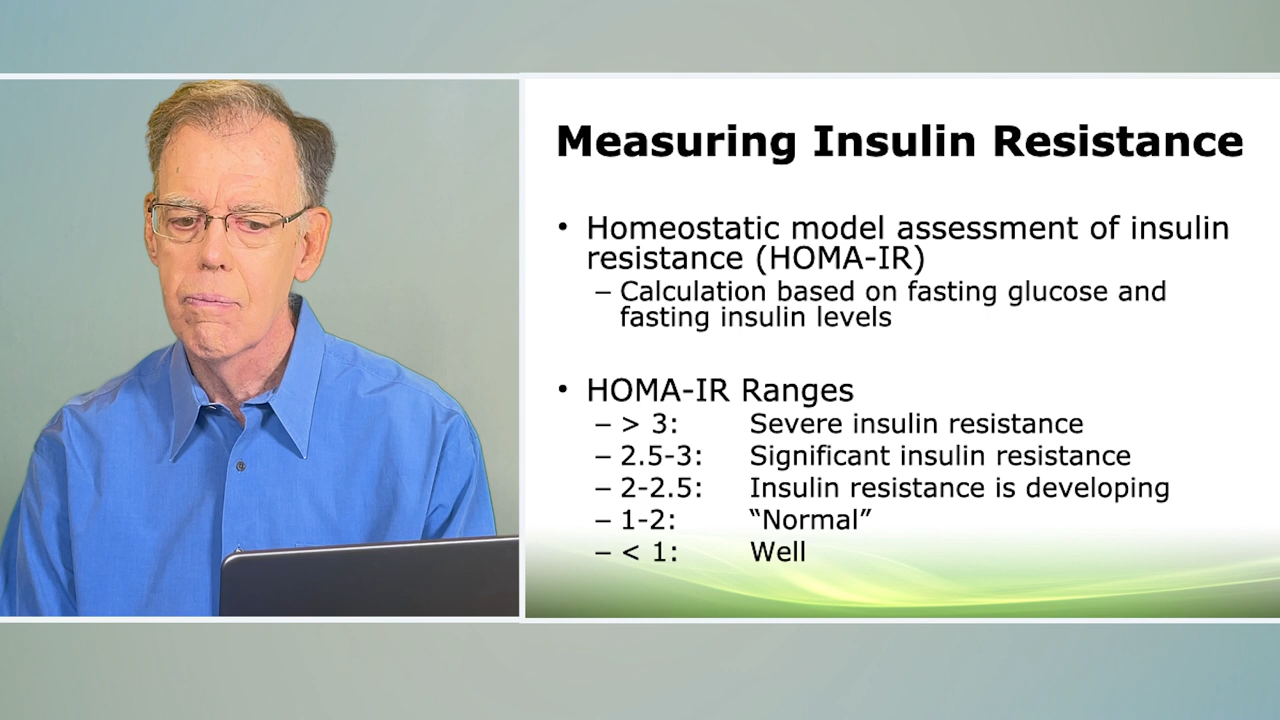 Measuring Insulin Resistance
• Homeostatic model assessment of insulin
resistance (HOMA-IR)
– Calculation based on fasting glucose and
fasting insulin levels
• HOMA-IR Ranges
– > 3: Severe insulin resistance
– 2.5-3: Significant insulin resistance
– 2-2.5: Insulin resistance is developing
– 1-2: “Normal”
– < 1: Well